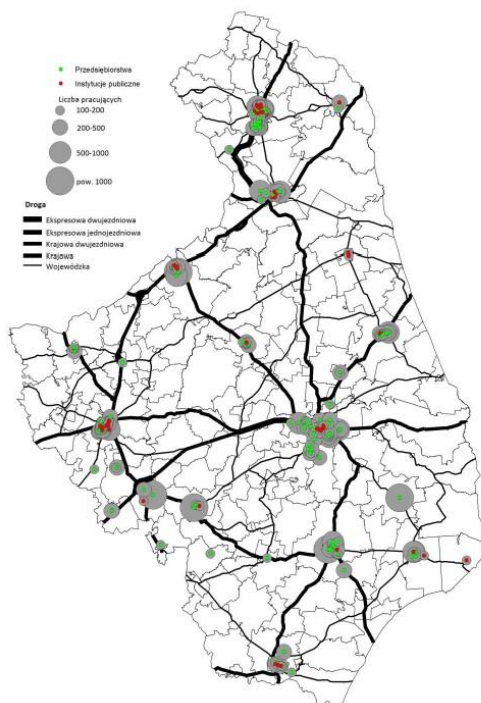 Przedsiębiorstwa
Instytucje publiczne
Liczba pracujących
100-200
200-500
500-1000
pow. 1000
Droga
Ekspresowa dwujezdniowa
Ekspresowa jednojezdniowa
Krajowa dwujezdniowa
Krajowa
Wojewódzka